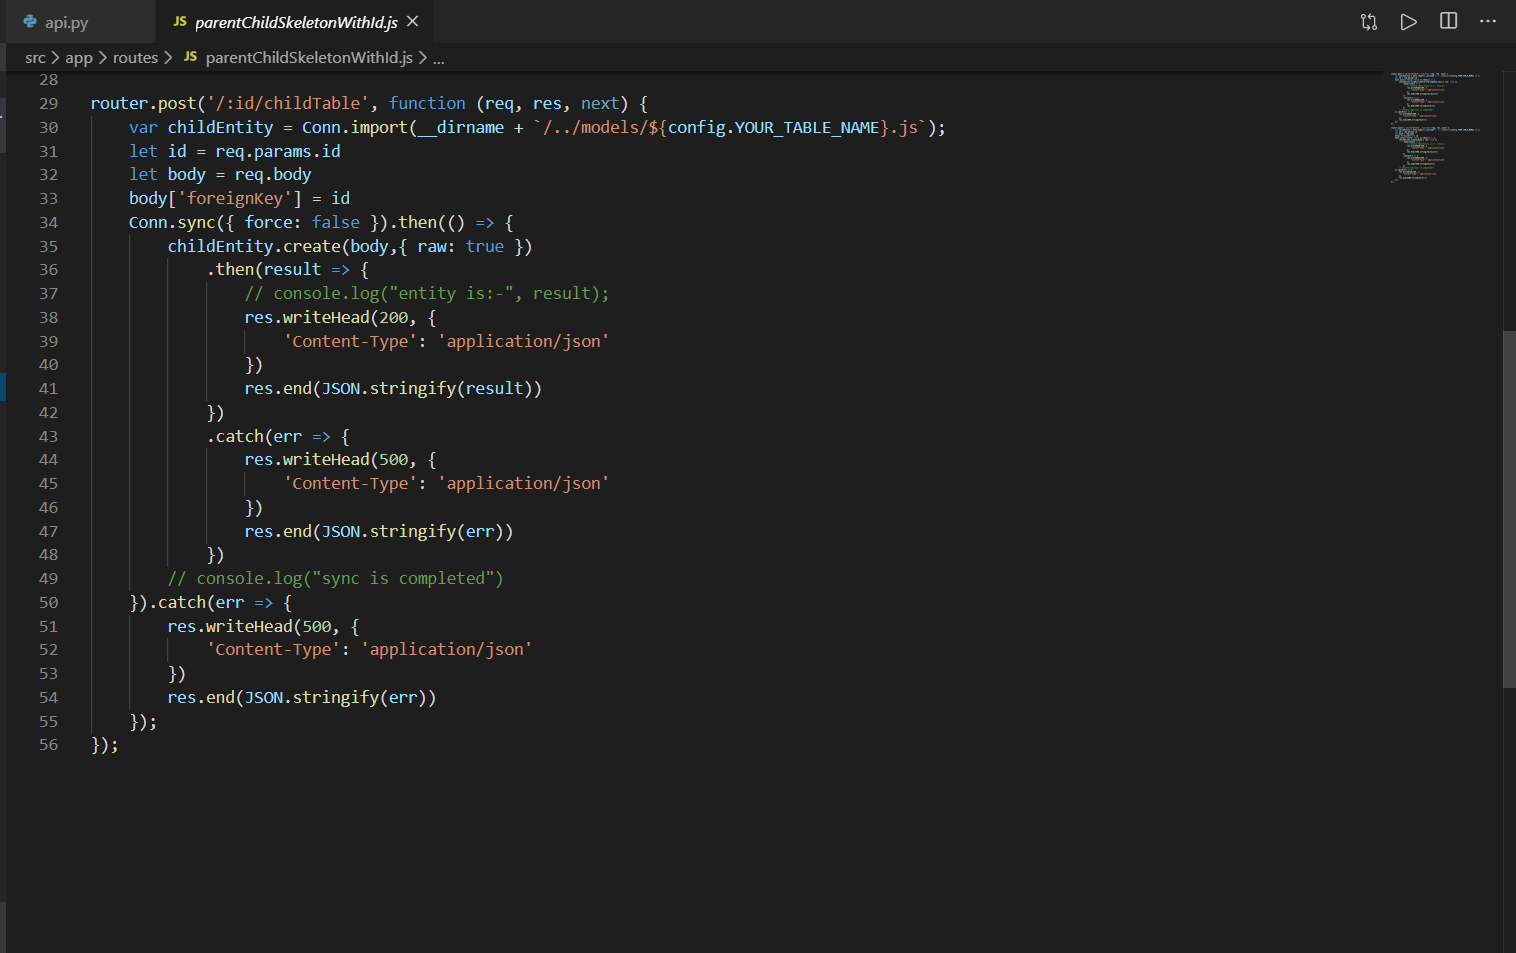 api.py
JS parentChildSkeletonWithId.js
src > app > routes > JS parentChildSkeletonWithId.js > ...
28
29 router.post('/:id/childTable', function (req, res, next) {
30 var childEntity = Conn.import(__dirname + `/../models/${config.YOUR_TABLE_NAME}.js`);
31 let id = req.params.id
32 let body = req.body
33 body['foreignKey'] = id
34 Conn.sync({ force: false }).then(() => {
35 childEntity.create(body,{ raw: true })
36 .then(result => {
37 // console.log("entity is:-", result);
38 res.writeHead(200, {
39 'Content-Type': 'application/json'
40 })
41 res.end(JSON.stringify(result))
42 })
43 .catch(err => {
44 res.writeHead(500, {
45 'Content-Type': 'application/json'
46 })
47 res.end(JSON.stringify(err))
48 })
49 // console.log("sync is completed")
50 }).catch(err => {
51 res.writeHead(500, {
52 'Content-Type': 'application/json'
53 })
54 res.end(JSON.stringify(err))
55 });
56 });